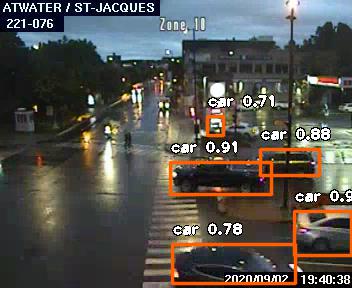 ATWATER / ST-JACQUES
221-076
Zone, 10
car 0.71
car 0.88
car 0.91
car 0.9
car 0.78
2020/09/02 19:40:38